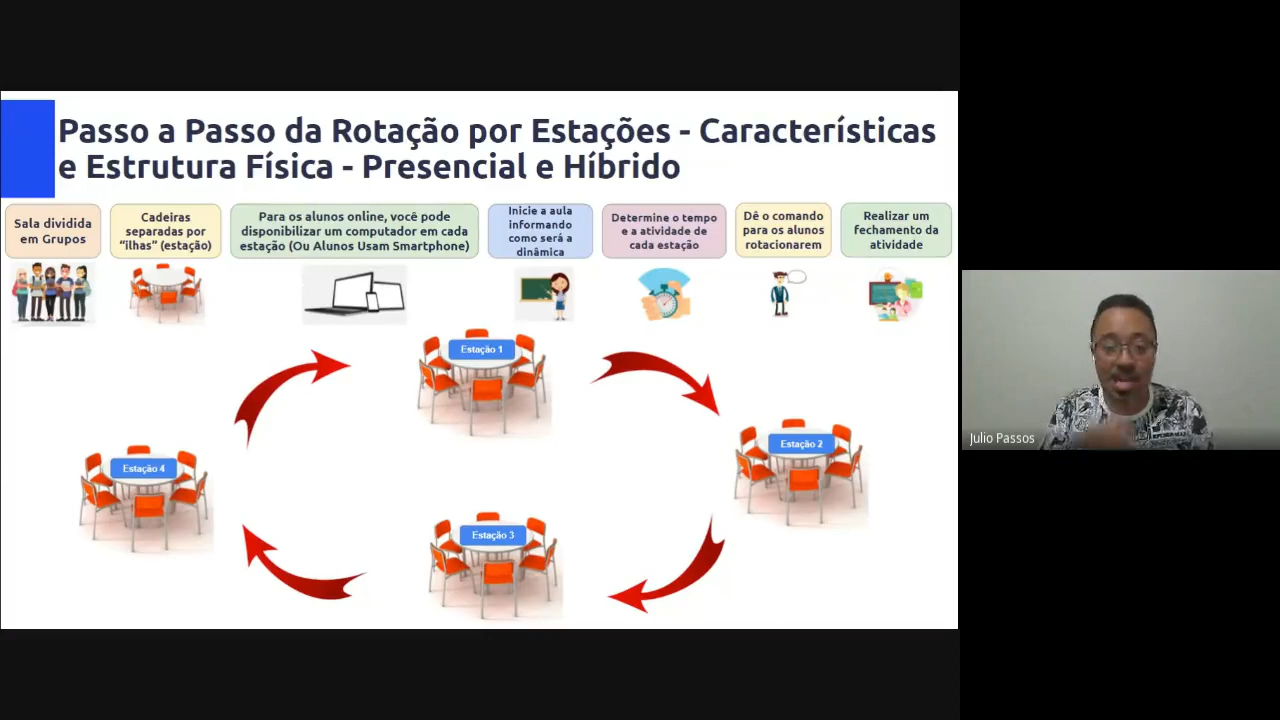 Passo a Passo da Rotação por Estações - Características
e Estrutura Física - Presencial e Híbrido
Sala dividida
em Grupos
Cadeiras
separadas por
“ilhas” (estação)
Para os alunos online, você pode
disponibilizar um computador em cada
estação (Ou Alunos Usam Smartphone)
Inicie a aula
informando
como será a
dinâmica
Determine o tempo
e a atividade de
cada estação
Dê o comando
para os alunos
rotacionarem
Realizar um
fechamento da
atividade
Estação 1
Estação 2
Estação 4
Estação 3
Julio Passos